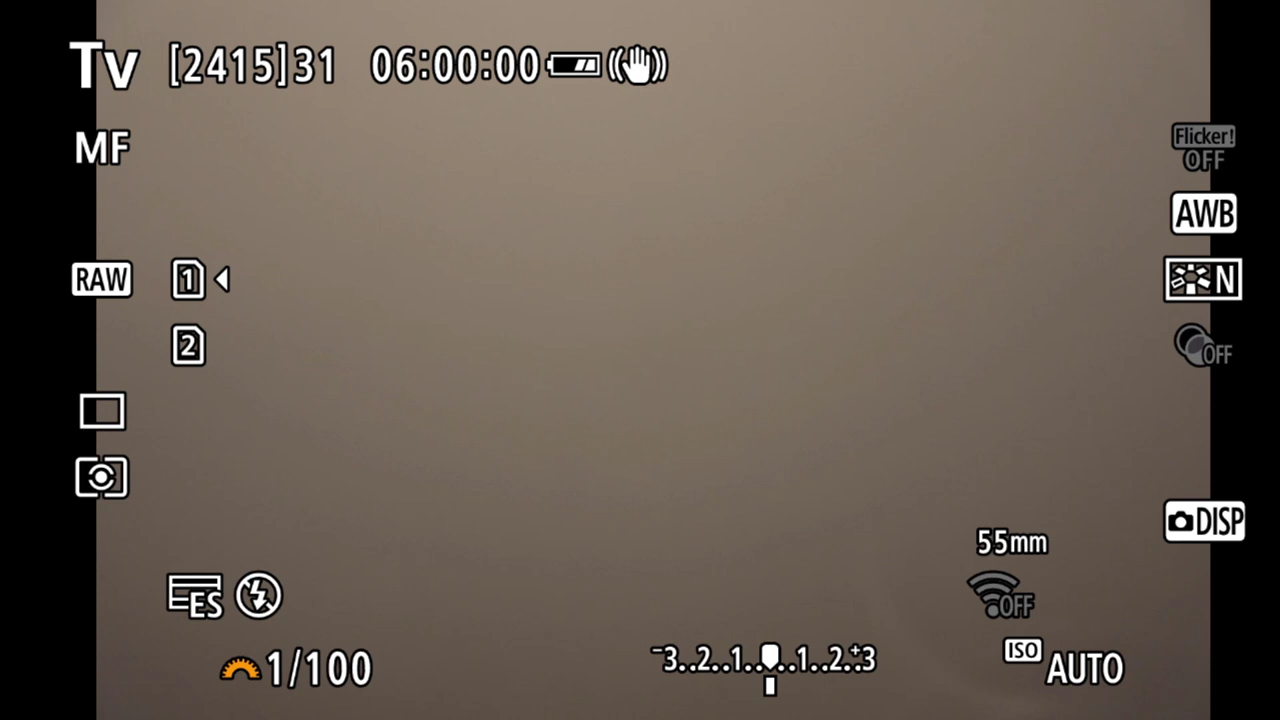 Tv [2415]31 06:00:00
MF
Flicker!
OFF
AWB
RAW 1
N
2
OFF
DISP
55mm
ES
OFF
1/100
-3..2..1....1..2.+3
ISO AUTO